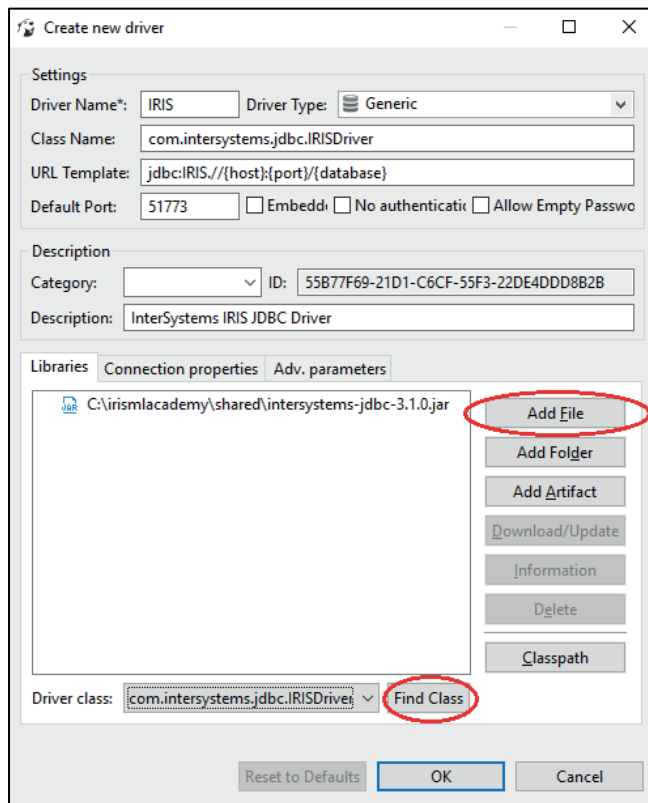 Create new driver
Settings
Driver Name*: IRIS Driver Type: Generic
Class Name: com.intersystems.jdbc.IRISDriver
URL Template: jdbc:IRIS.//{host}:{port}/{database}
Default Port: 51773 Embedde No authenticatic Allow Empty Passwo
Description
Category: ID: 55B77F69-21D1-C6CF-55F3-22DE4DDD8B2B
Description: InterSystems IRIS JDBC Driver
Libraries Connection properties Adv. parameters
JAR C:\irismlacademy\shared\intersystems-jdbc-3.1.0.jar
Add File
Add Folder
Add Artifact
Download/Update
Information
Delete
Classpath
Driver class: com.intersystems.jdbc.IRISDriver Find Class
Reset to Defaults OK Cancel